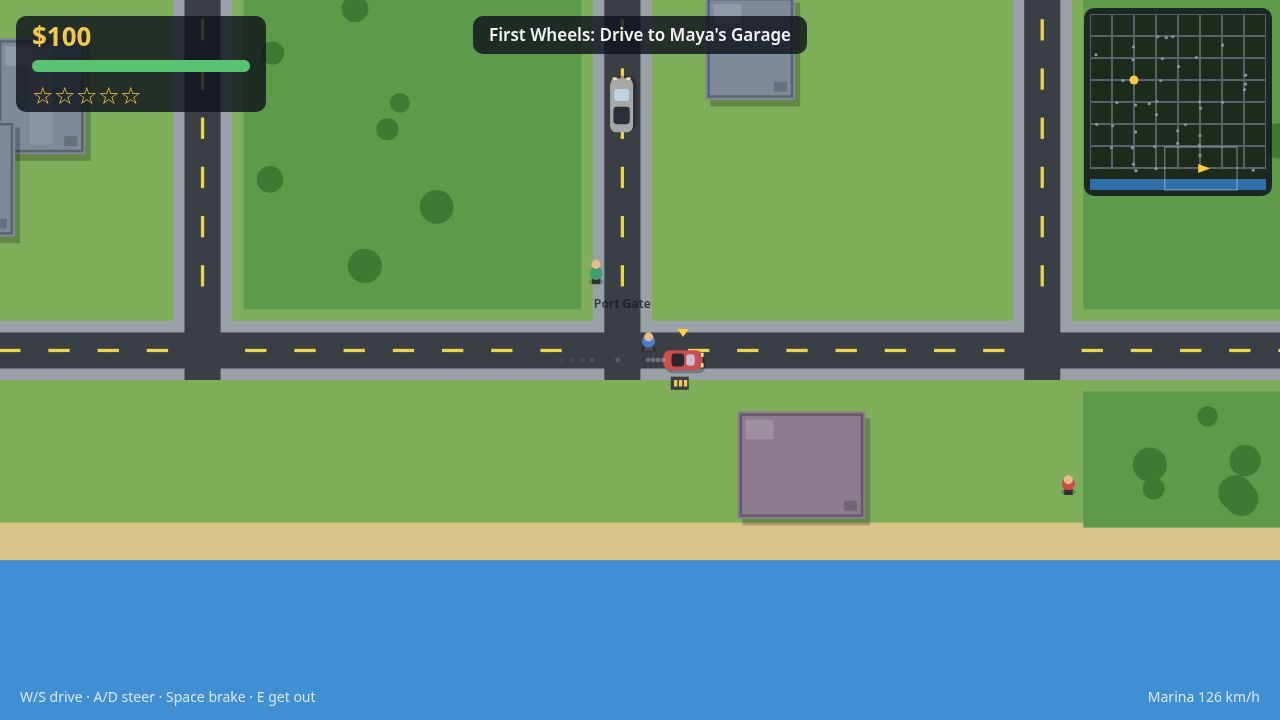 $100
☆☆☆☆☆
First Wheels: Drive to Maya's Garage
Port Gate
W/S drive · A/D steer · Space brake · E get out
Marina 126 km/h